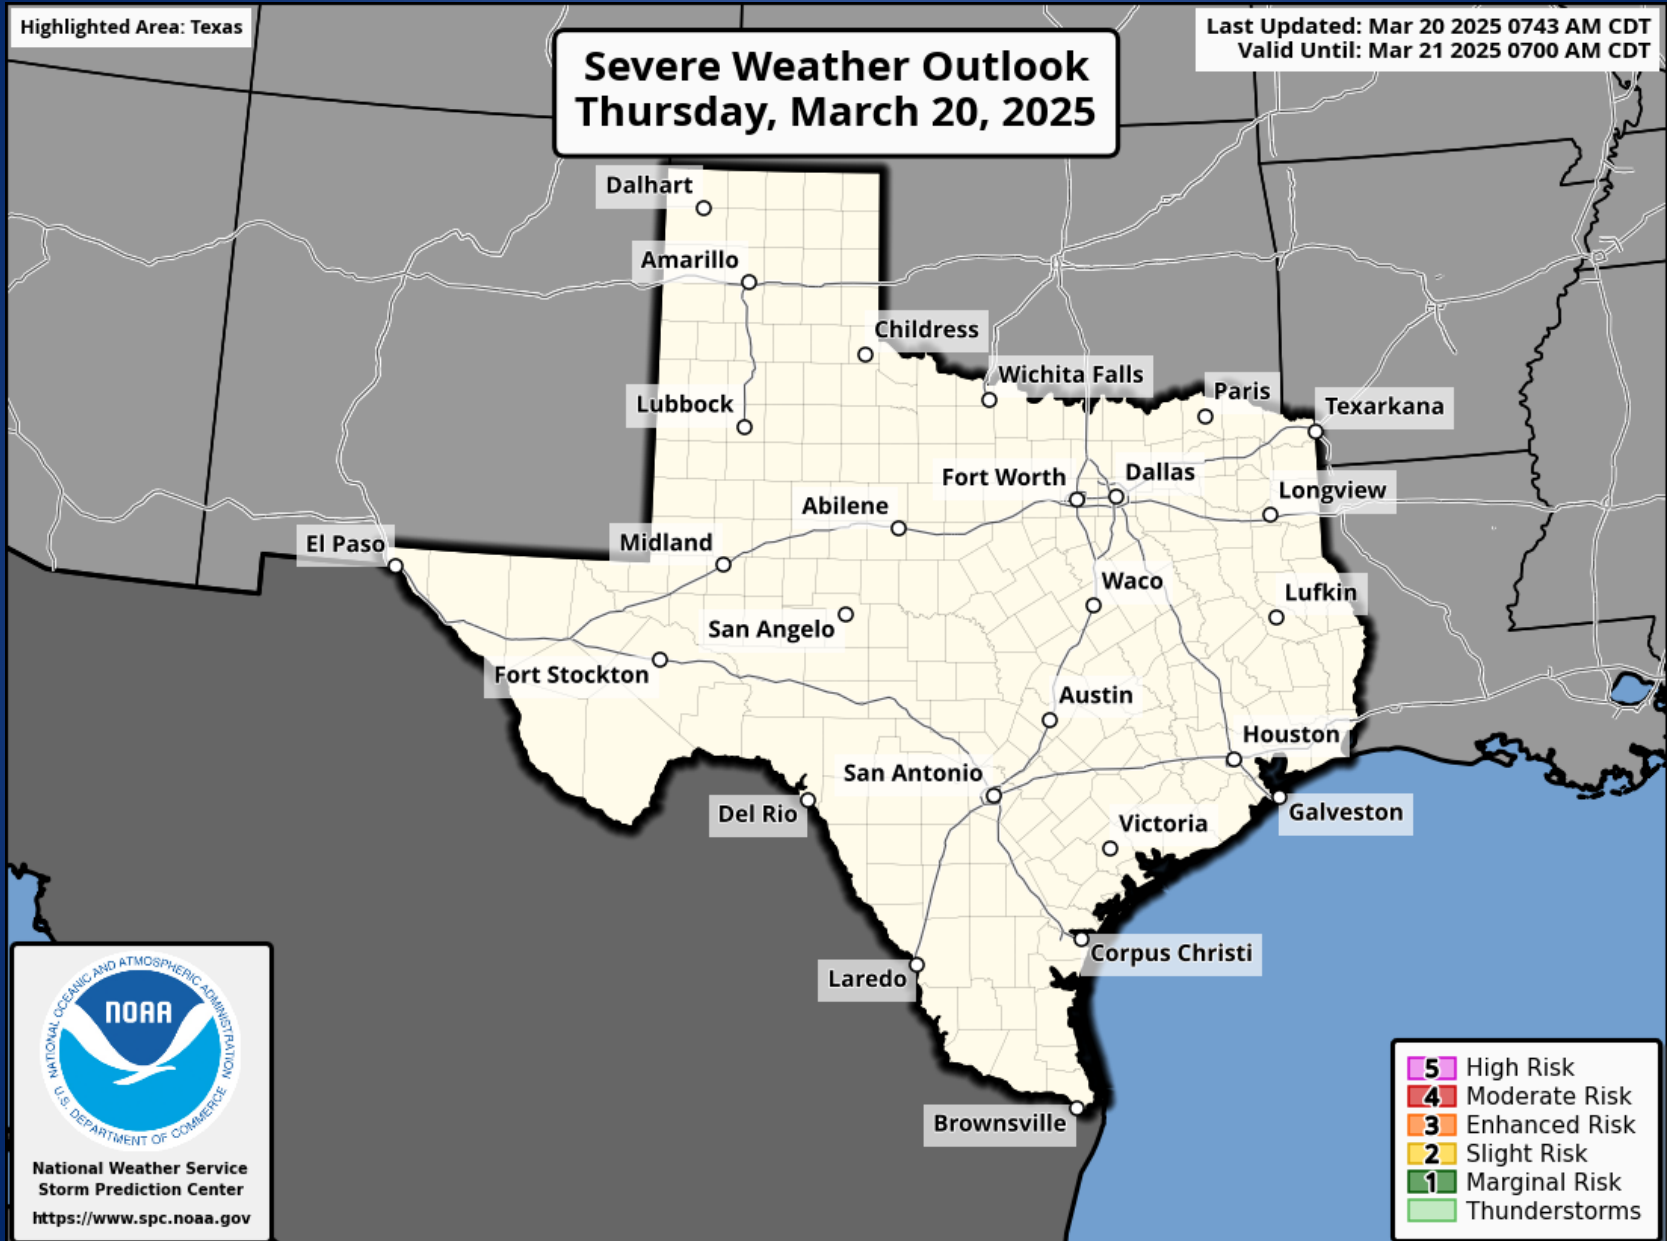 Highlighted Area: Texas
Severe Weather Outlook
Thursday, March 20, 2025
Last Updated: Mar 20 2025 0743 AM CDT
Valid Until: Mar 21 2025 0700 AM CDT
Dalhart
Amarillo
Childress
Wichita Falls
Paris
Texarkana
Lubbock
Fort Worth
Dallas
Longview
Abilene
El Paso
Midland
Waco
Lufkin
San Angelo
Fort Stockton
Austin
Houston
San Antonio
Del Rio
Galveston
Victoria
Corpus Christi
Laredo
Brownsville
NATIONAL OCEANIC AND ATMOSPHERIC ADMINISTRATION
NOAA
U.S. DEPARTMENT OF COMMERCE
National Weather Service
Storm Prediction Center
https://www.spc.noaa.gov
5 High Risk
4 Moderate Risk
3 Enhanced Risk
2 Slight Risk
1 Marginal Risk
Thunderstorms